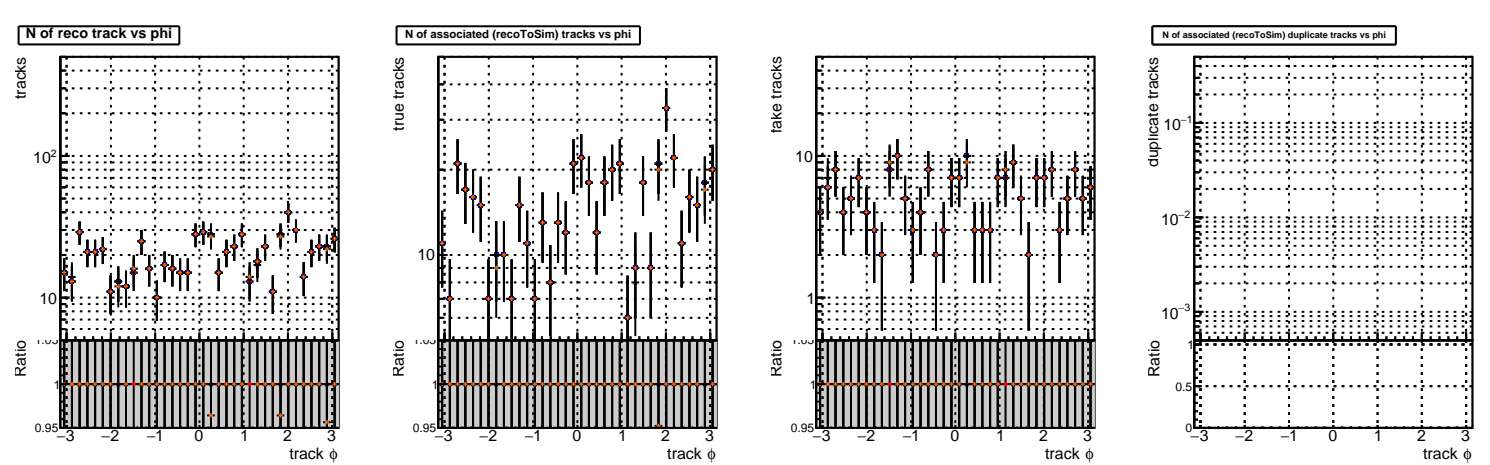 N of reco track vs phi
N of associated (recoToSim) tracks vs phi
N of associated (recoToSim) duplicate tracks vs phi
tracks
10²
10
Ratio
1
0.95
−3 −2 −1 0 1 2 3
track ϕ
true tracks
10
Ratio
1
0.95
−3 −2 −1 0 1 2 3
track ϕ
fake tracks
10
1
Ratio
1
0.95
−3 −2 −1 0 1 2 3
track ϕ
duplicate tracks
10⁻¹
10⁻²
10⁻³
Ratio
1
0.5
0
−3 −2 −1 0 1 2 3
track ϕ